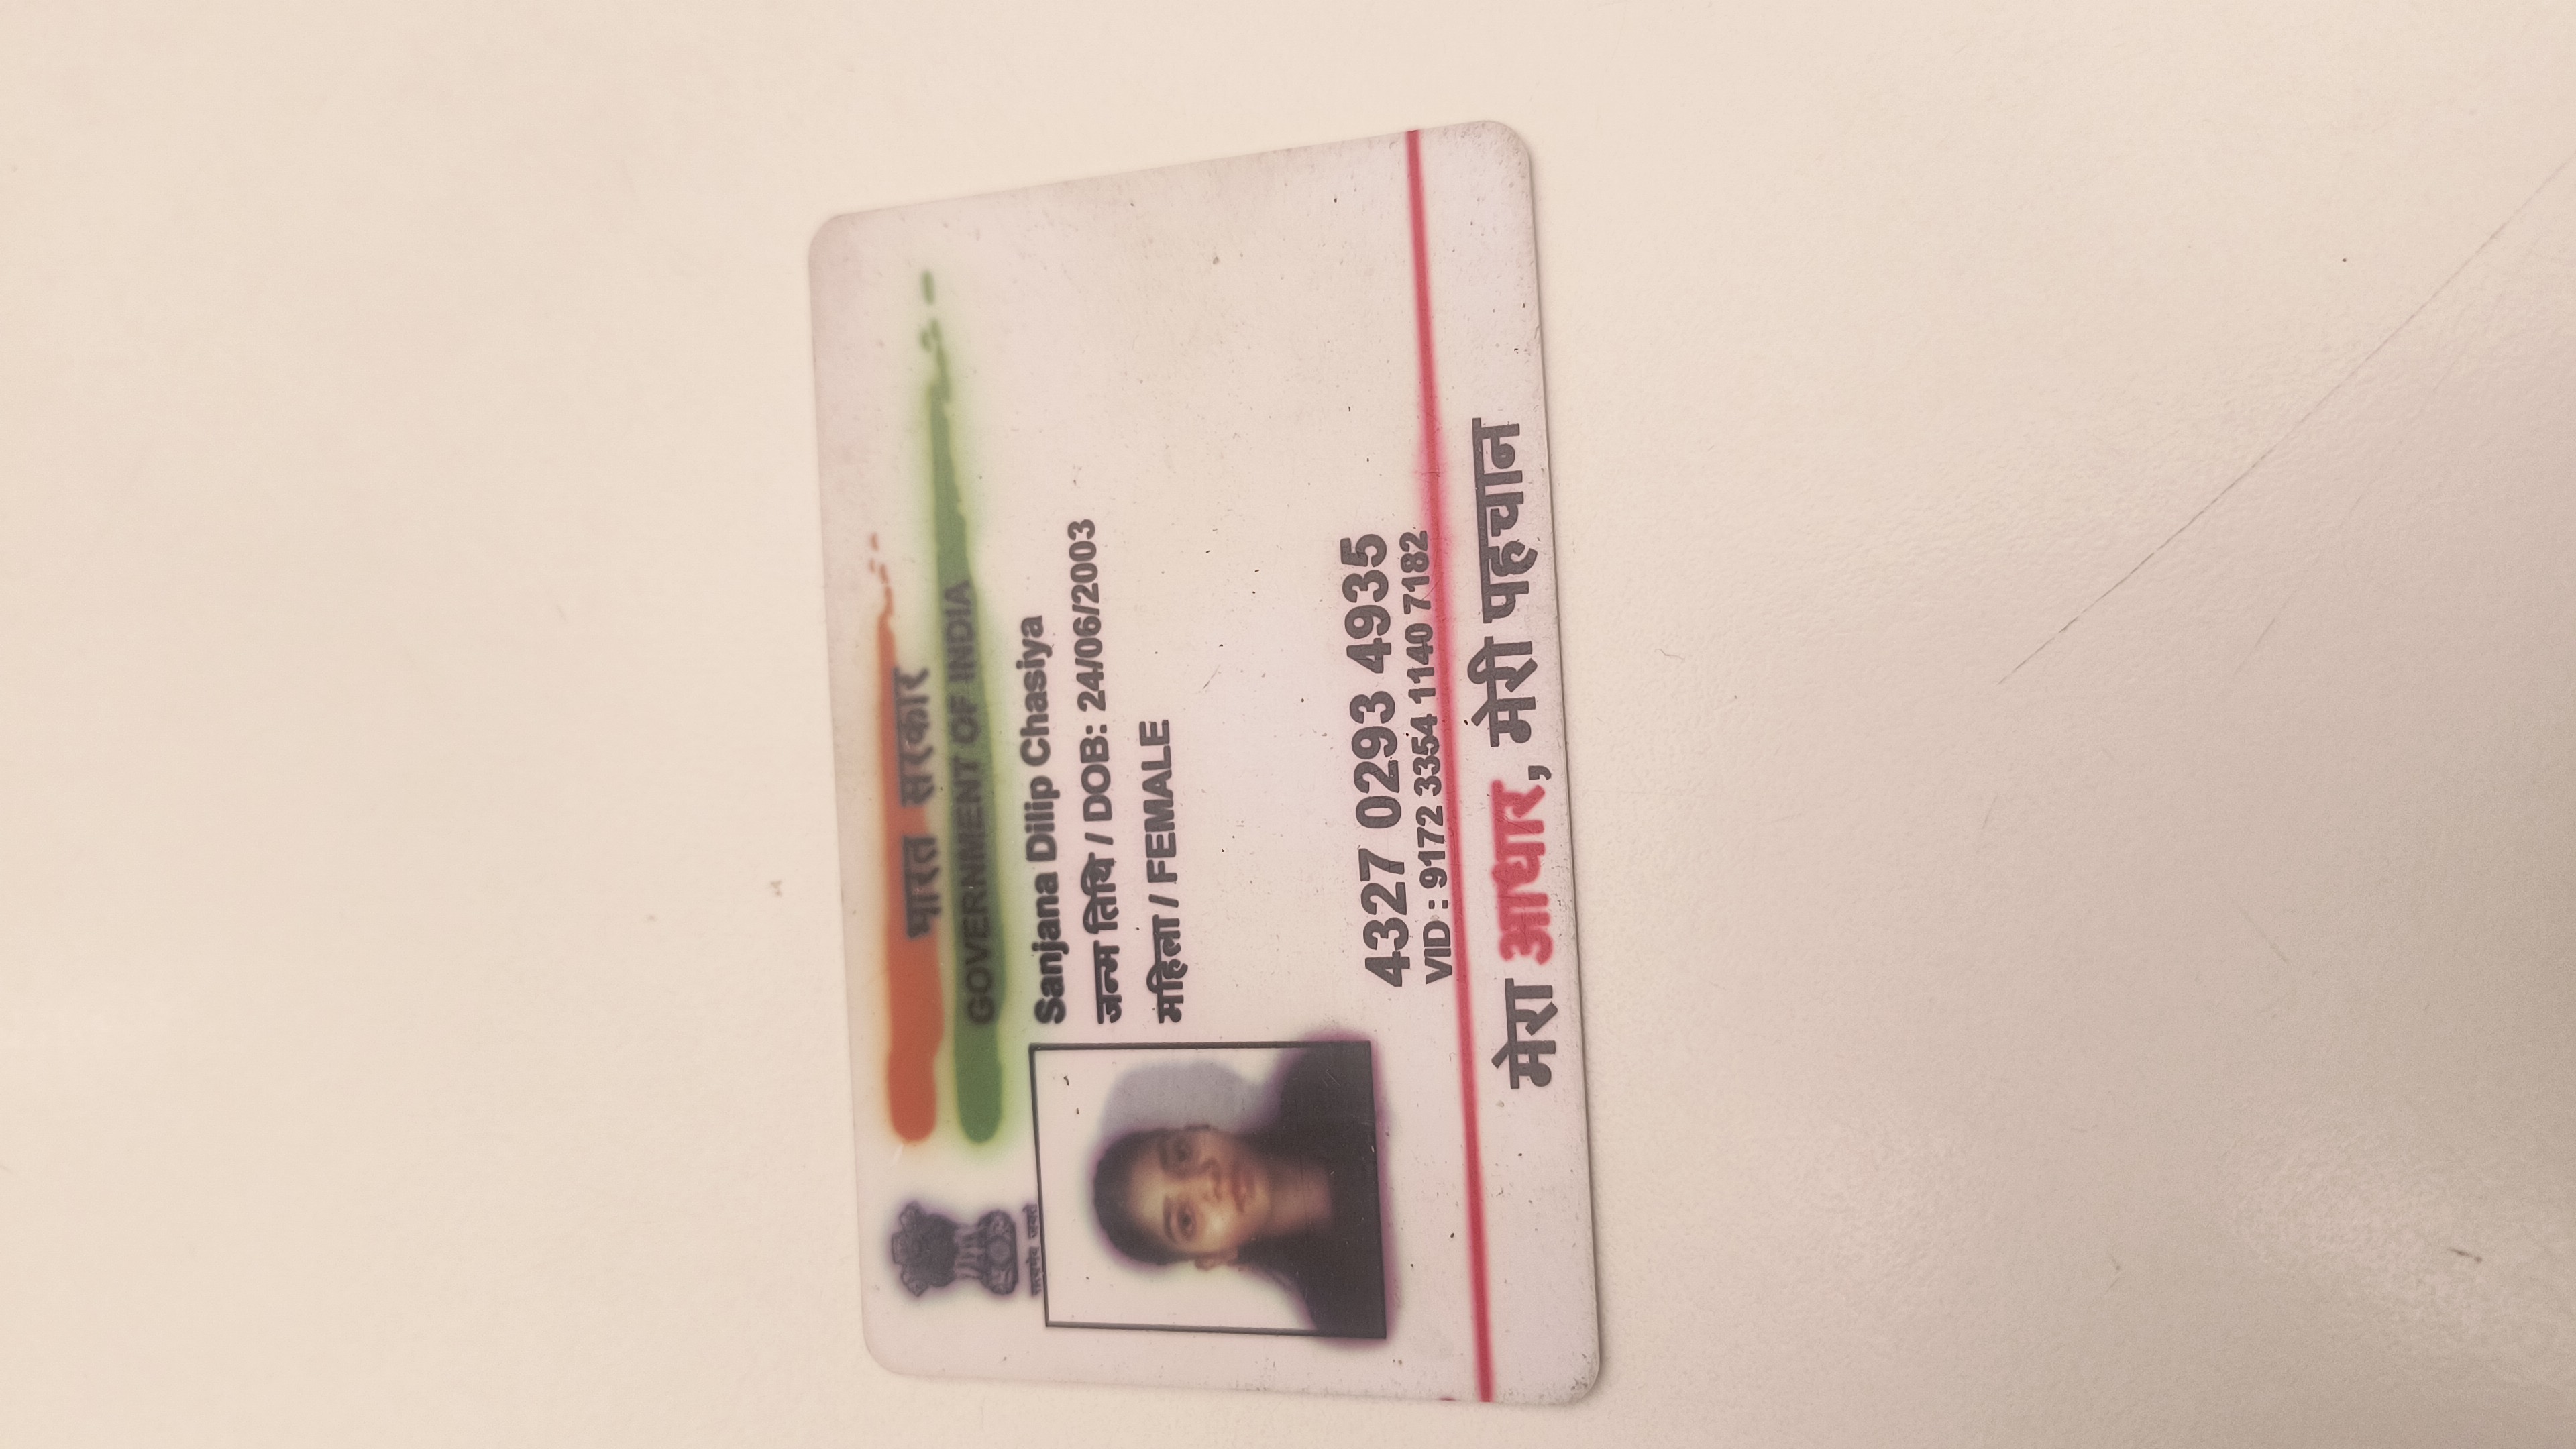 भारत सरकार
GOVERNMENT OF INDIA
सत्यमेव जयते
Sanjana Dilip Chasiya
जन्म तिथि / DOB: 24/06/2003
महिला / FEMALE
4327 0293 4935
VID : 9172 3354 1140 7182
मेरा आधार, मेरी पहचान